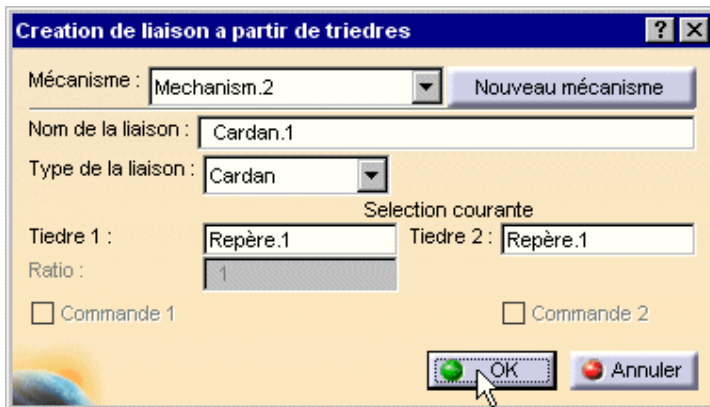 Creation de liaison a partir de triedres ? X
Mécanisme : Mechanism.2 Nouveau mécanisme
Nom de la liaison : Cardan.1
Type de la liaison : Cardan
Selection courante
Tiedre 1 : Repère.1 Tiedre 2 : Repère.1
Ratio : 1
Commande 1 Commande 2
OK Annuler